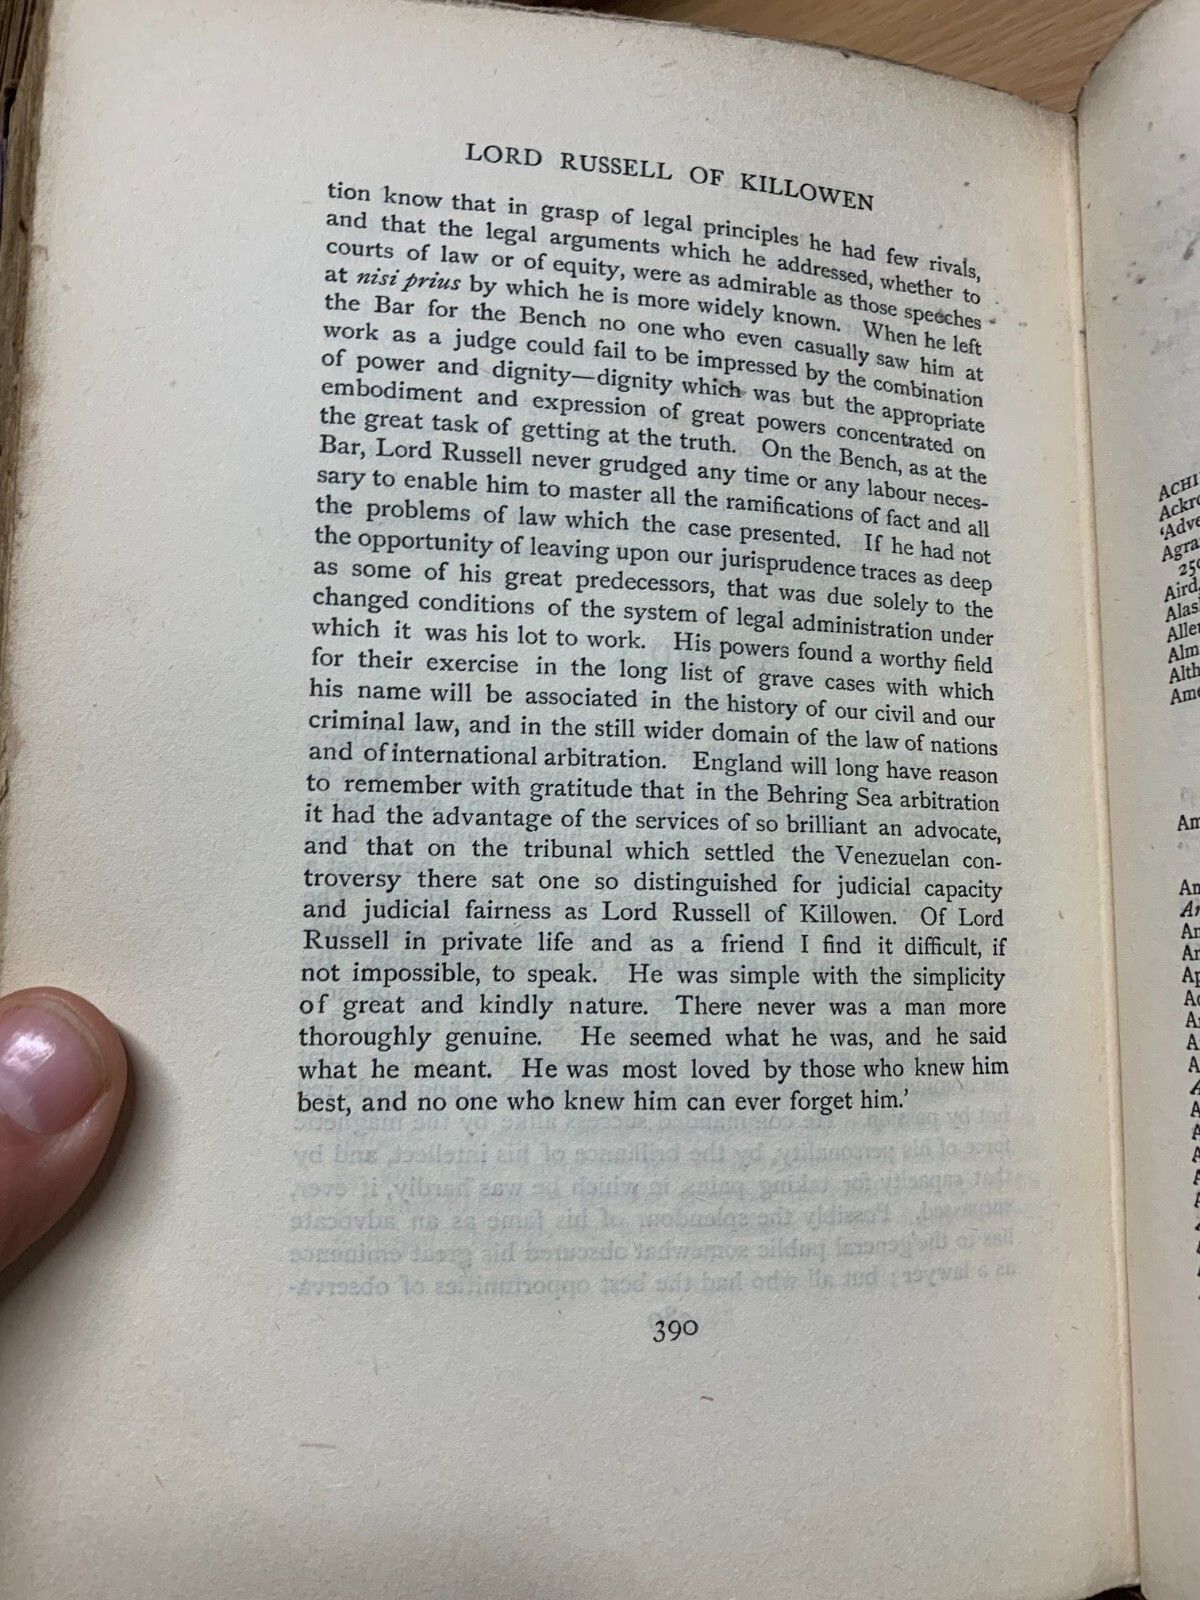 LORD RUSSELL OF KILLOWEN
tion know that in grasp of legal principles he had few rivals,
and that the legal arguments which he addressed, whether to
courts of law or of equity, were as admirable as those speeches
at nisi prius by which he is more widely known. When he left
the Bar for the Bench no one who even casually saw him at
work as a judge could fail to be impressed by the combination
of power and dignity—dignity which was but the appropriate
embodiment and expression of great powers concentrated on
the great task of getting at the truth. On the Bench, as at the
Bar, Lord Russell never grudged any time or any labour neces-
sary to enable him to master all the ramifications of fact and all
the problems of law which the case presented. If he had not
the opportunity of leaving upon our jurisprudence traces as deep
as some of his great predecessors, that was due solely to the
changed conditions of the system of legal administration under
which it was his lot to work. His powers found a worthy field
for their exercise in the long list of grave cases with which
his name will be associated in the history of our civil and our
criminal law, and in the still wider domain of the law of nations
and of international arbitration. England will long have reason
to remember with gratitude that in the Behring Sea arbitration
it had the advantage of the services of so brilliant an advocate,
and that on the tribunal which settled the Venezuelan con-
troversy there sat one so distinguished for judicial capacity
and judicial fairness as Lord Russell of Killowen. Of Lord
Russell in private life and as a friend I find it difficult, if
not impossible, to speak. He was simple with the simplicity
of great and kindly nature. There never was a man more
thoroughly genuine. He seemed what he was, and he said
what he meant. He was most loved by those who knew him
best, and no one who knew him can ever forget him.'
390
ACHI
Ackro
'Adve
Agra
250
Aird,
Alas
Aller
Alm
Alth
Ame
Am